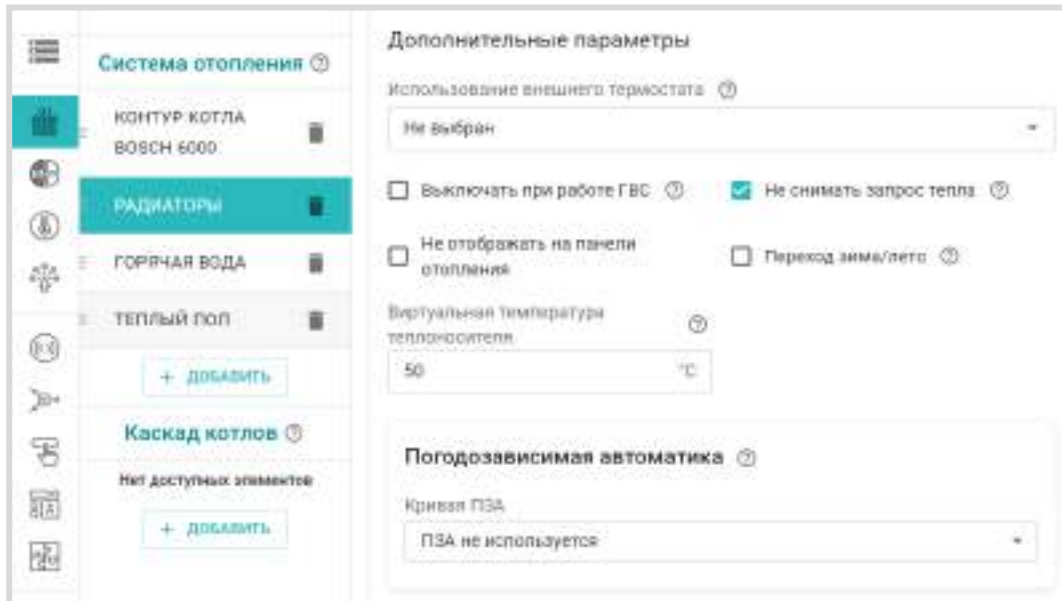 Система отопления
КОНТУР КОТЛА
BOSCH 6000
РАДИАТОРЫ
ГОРЯЧАЯ ВОДА
ТЕПЛЫЙ ПОЛ
+ ДОБАВИТЬ
Каскад котлов
Нет доступных элементов
+ ДОБАВИТЬ
Дополнительные параметры
Использование внешнего термостата
Не выбран
Выключать при работе ГВС
Не снимать запрос тепла
Не отображать на панели
отопления
Переход зима/лето
Виртуальная температура
теплоносителя
50 °C
Погодозависимая автоматика
Кривая ПЗА
ПЗА не используется